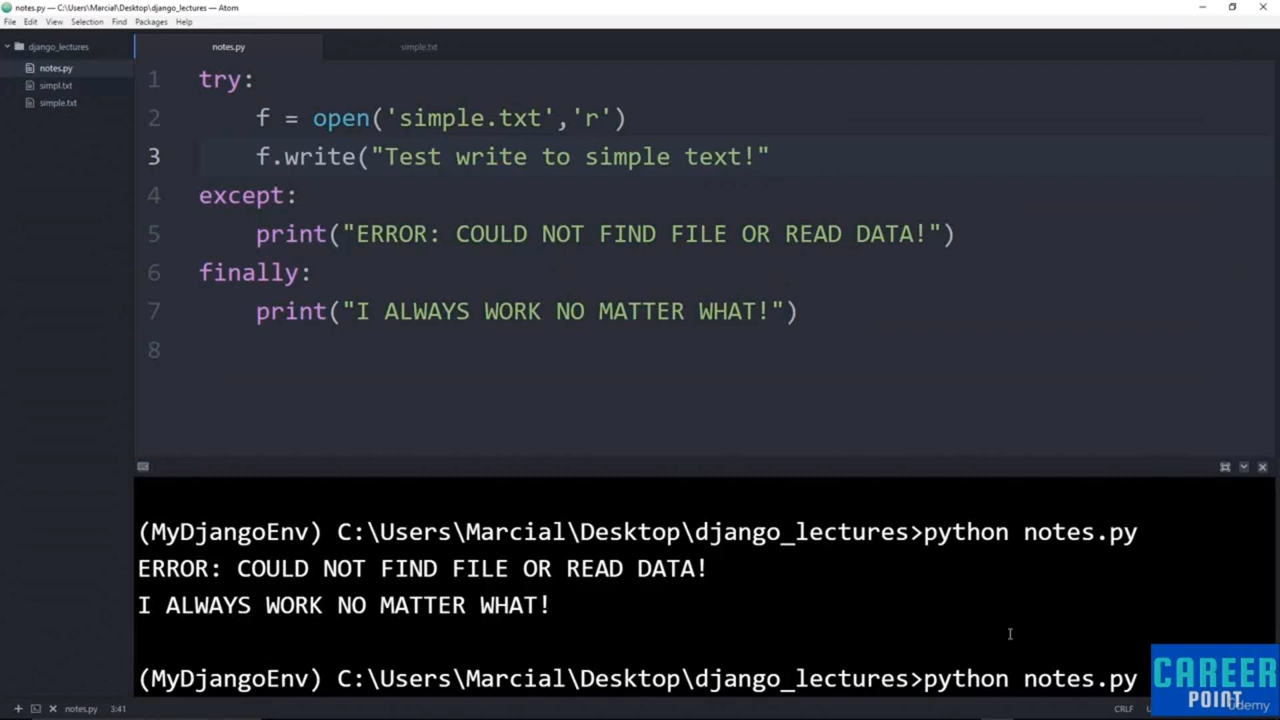 notes.py — C:\Users\Marcial\Desktop\django_lectures — Atom
File Edit View Selection Find Packages Help
django_lectures
notes.py
simpl.txt
simple.txt
notes.py simple.txt
1 try:
2 f = open('simple.txt','r')
3 f.write("Test write to simple text!"
4 except:
5 print("ERROR: COULD NOT FIND FILE OR READ DATA!")
6 finally:
7 print("I ALWAYS WORK NO MATTER WHAT!")
8
(MyDjangoEnv) C:\Users\Marcial\Desktop\django_lectures>python notes.py
ERROR: COULD NOT FIND FILE OR READ DATA!
I ALWAYS WORK NO MATTER WHAT!
(MyDjangoEnv) C:\Users\Marcial\Desktop\django_lectures>python notes.py
notes.py 3:41 CRLF
CAREER
POINT
Udemy